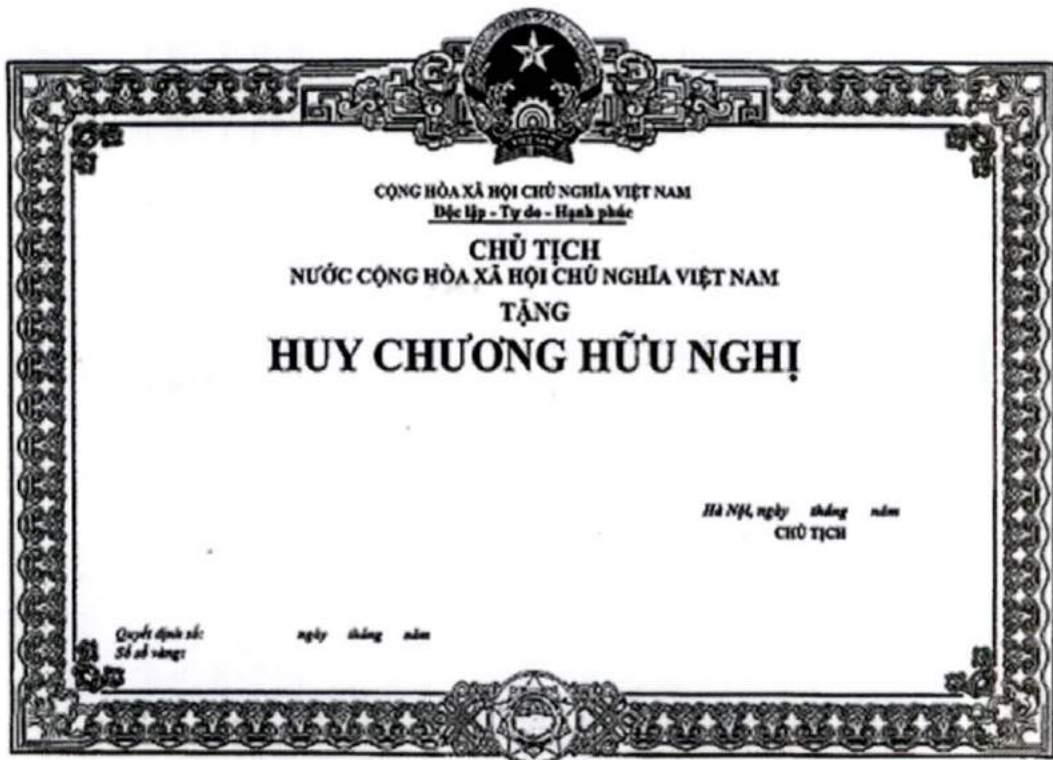 CỘNG HÒA XÃ HỘI CHỦ NGHĨA VIỆT NAM
Độc lập - Tự do - Hạnh phúc
CHỦ TỊCH
NƯỚC CỘNG HÒA XÃ HỘI CHỦ NGHĨA VIỆT NAM
TẶNG
HUY CHƯƠNG HỮU NGHỊ
Hà Nội, ngày tháng năm
CHỦ TỊCH
Quyết định số: ngày tháng năm
Số sổ vàng: